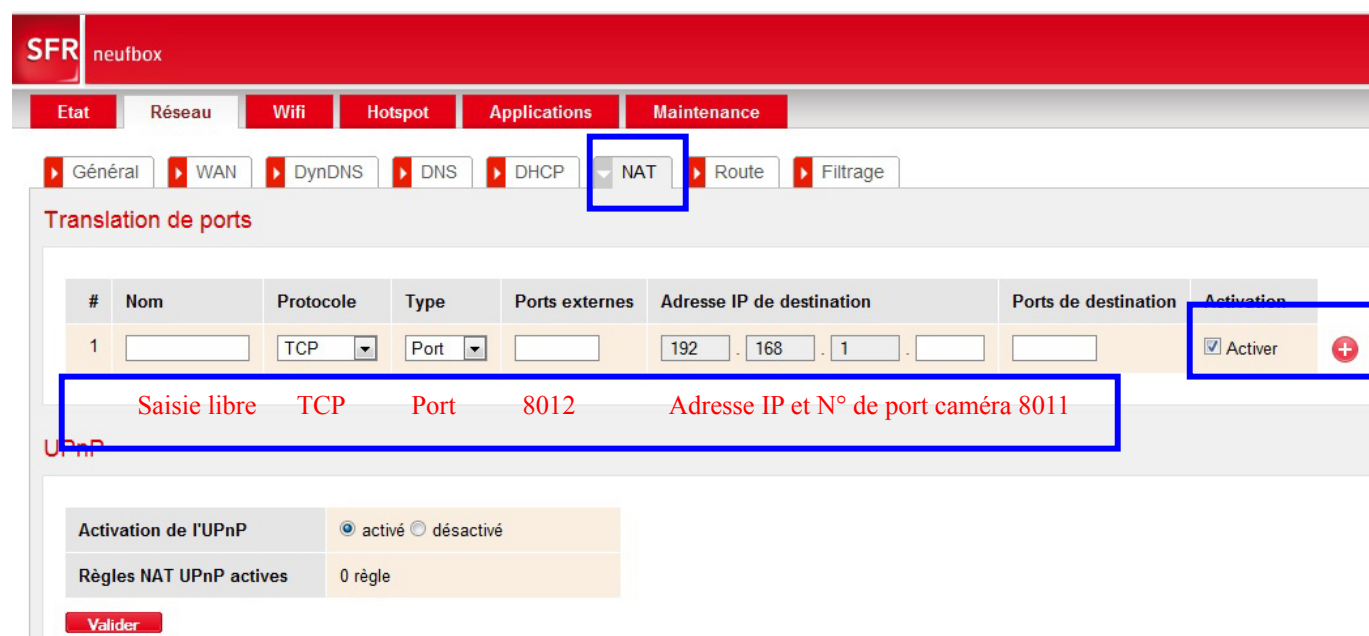 SFR neufbox
Etat Réseau Wifi Hotspot Applications Maintenance
Général WAN DynDNS DNS DHCP NAT Route Filtrage
Translation de ports
# Nom Protocole Type Ports externes Adresse IP de destination Ports de destination Activation
1 TCP Port 192 . 168 . 1 . Activer
Saisie libre TCP Port 8012 Adresse IP et N° de port caméra 8011
UPnP
Activation de l'UPnP activé désactivé
Règles NAT UPnP actives 0 règle
Valider